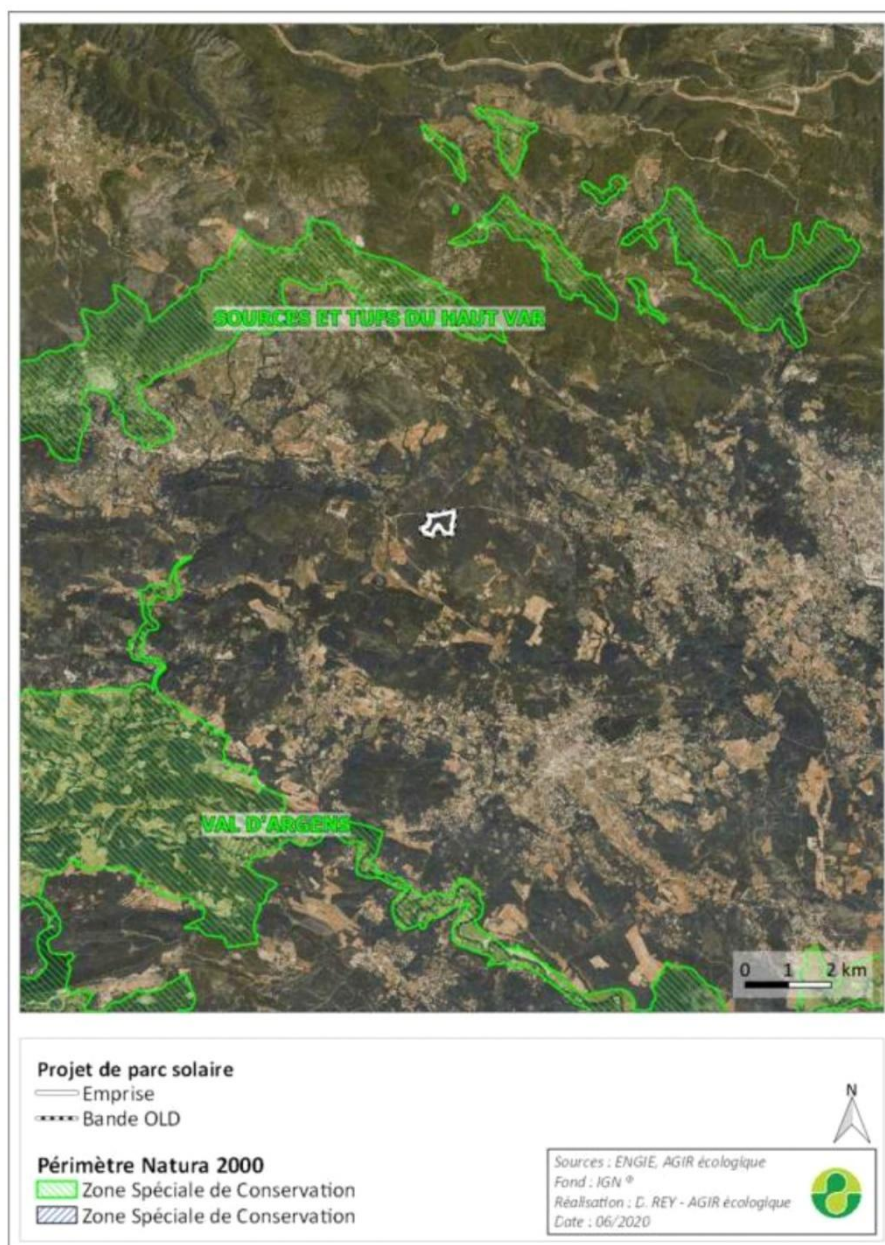 SOURCES ET TUFS DU HAUT VAR
VAL D'ARGENS
0 1 2 km
Projet de parc solaire
Emprise
Bande OLD
Périmètre Natura 2000
Zone Spéciale de Conservation
Zone Spéciale de Conservation
N
Sources : ENGIE, AGIR écologique
Fond : IGN ®
Réalisation : D. REY - AGIR écologique
Date : 06/2020